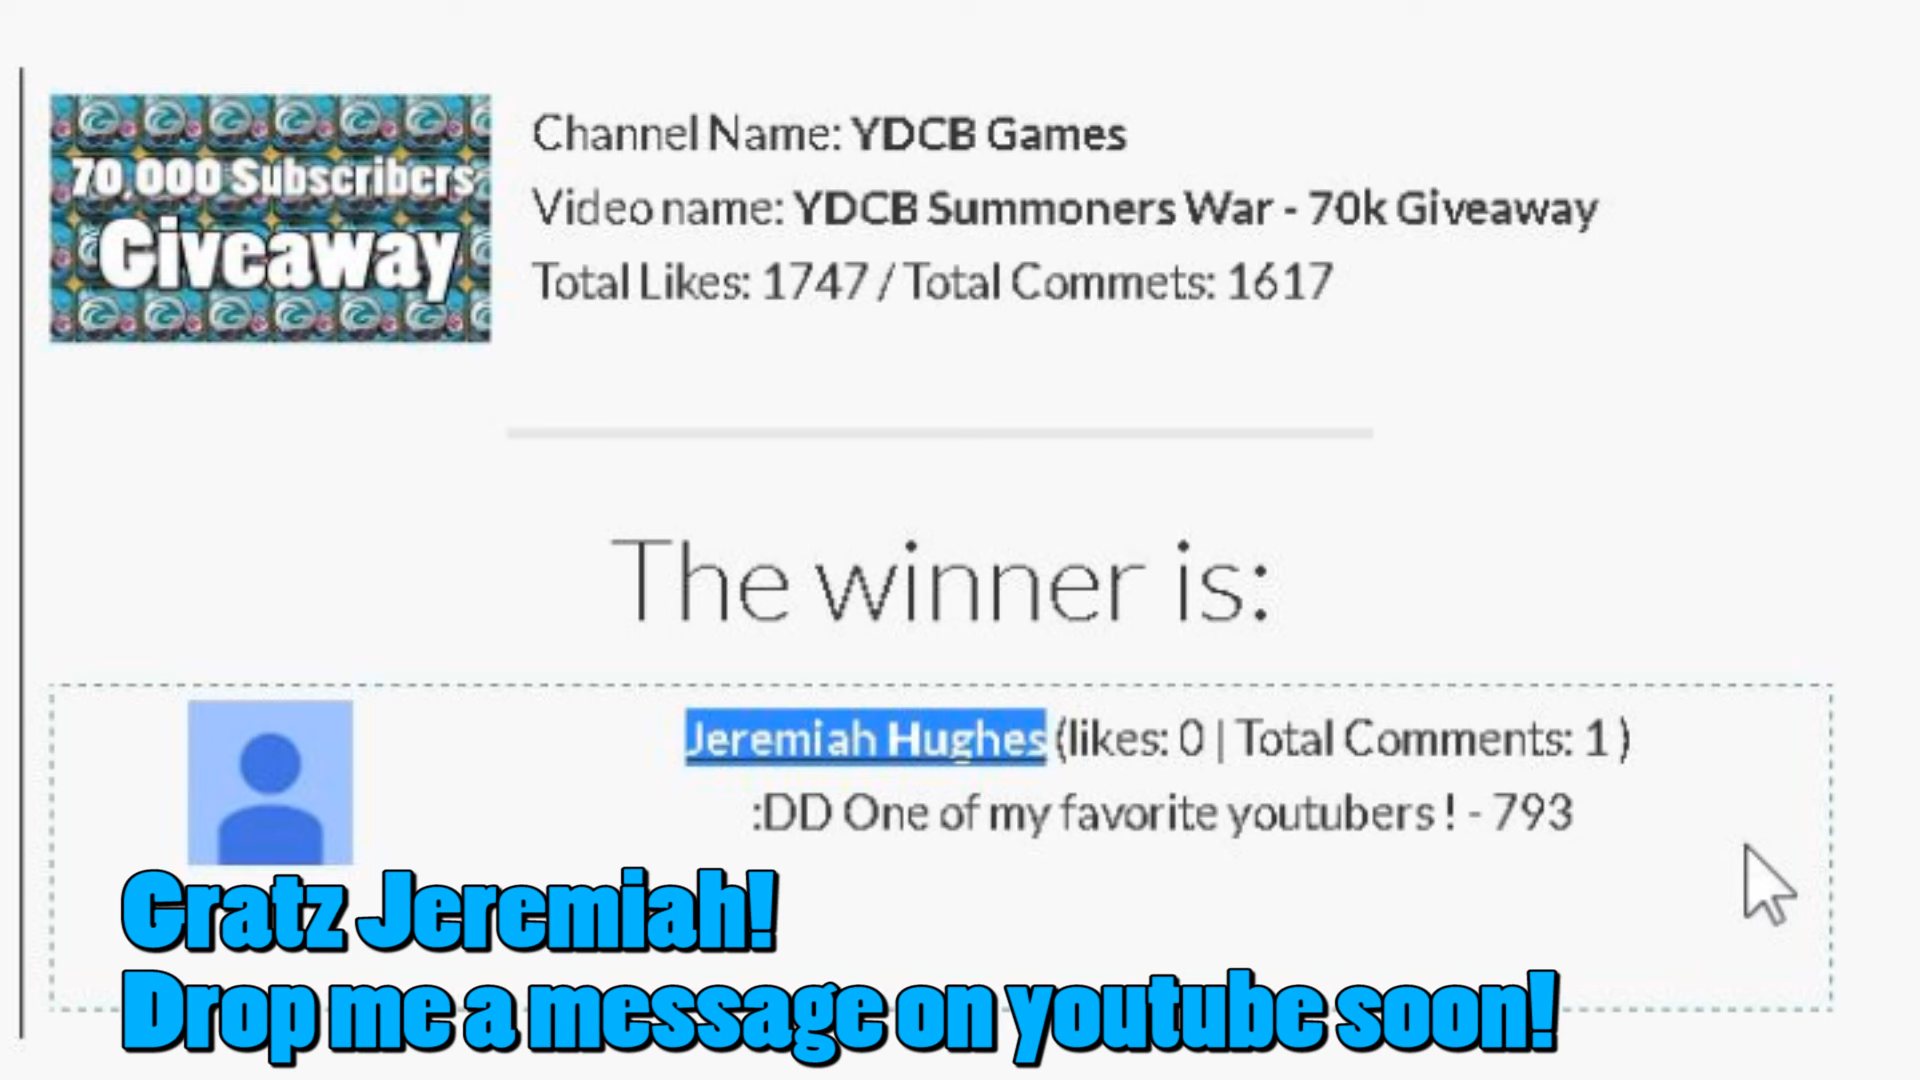 70,000 Subscribers
Giveaway
Channel Name: YDCB Games
Video name: YDCB Summoners War - 70k Giveaway
Total Likes: 1747 / Total Commets: 1617
The winner is:
Jeremiah Hughes (likes: 0 | Total Comments: 1 )
:DD One of my favorite youtubers ! - 793
Gratz Jeremiah!
Drop me a message on youtube soon!